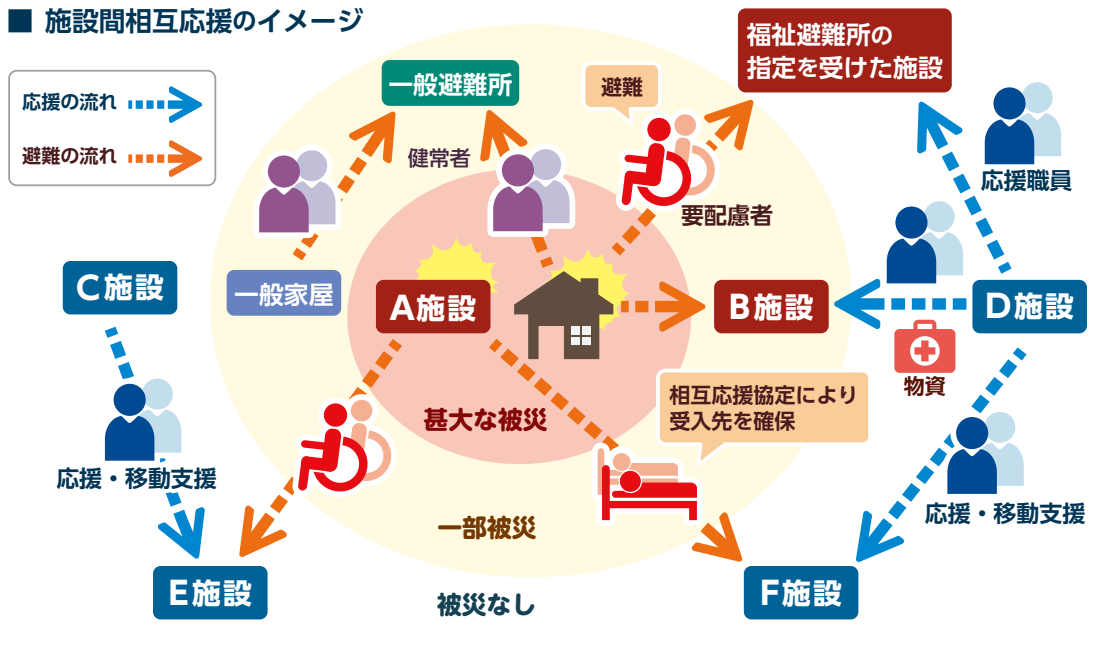 ■ 施設間相互応援のイメージ
応援の流れ
避難の流れ
一般避難所
避難
福祉避難所の
指定を受けた施設
健常者
要配慮者
応援職員
一般家屋
C施設
A施設
B施設
D施設
物資
甚大な被災
相互応援協定により
受入先を確保
応援・移動支援
一部被災
応援・移動支援
E施設
被災なし
F施設